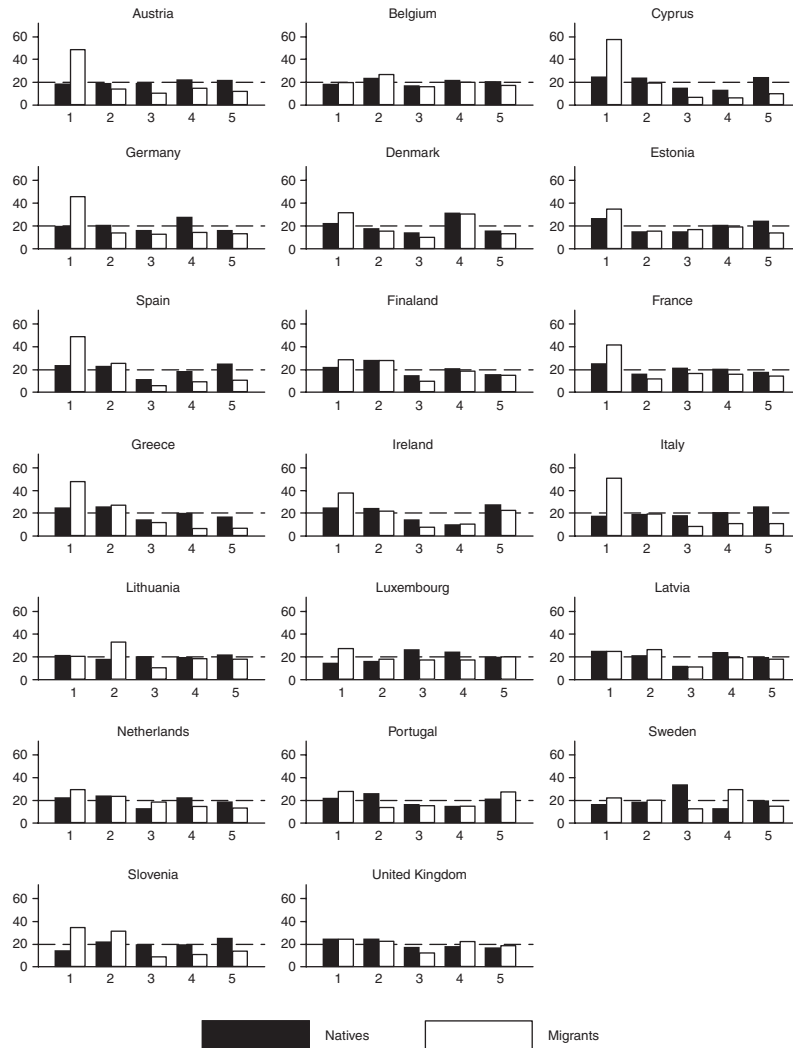 Austria Belgium Cyprus
60 60 60
40 40 40
20 20 20
0 0 0
1 2 3 4 5 1 2 3 4 5 1 2 3 4 5
Germany Denmark Estonia
60 60 60
40 40 40
20 20 20
0 0 0
1 2 3 4 5 1 2 3 4 5 1 2 3 4 5
Spain Finaland France
60 60 60
40 40 40
20 20 20
0 0 0
1 2 3 4 5 1 2 3 4 5 1 2 3 4 5
Greece Ireland Italy
60 60 60
40 40 40
20 20 20
0 0 0
1 2 3 4 5 1 2 3 4 5 1 2 3 4 5
Lithuania Luxembourg Latvia
60 60 60
40 40 40
20 20 20
0 0 0
1 2 3 4 5 1 2 3 4 5 1 2 3 4 5
Netherlands Portugal Sweden
60 60 60
40 40 40
20 20 20
0 0 0
1 2 3 4 5 1 2 3 4 5 1 2 3 4 5
Slovenia United Kingdom
60 60
40 40
20 20
0 0
1 2 3 4 5 1 2 3 4 5
Natives Migrants